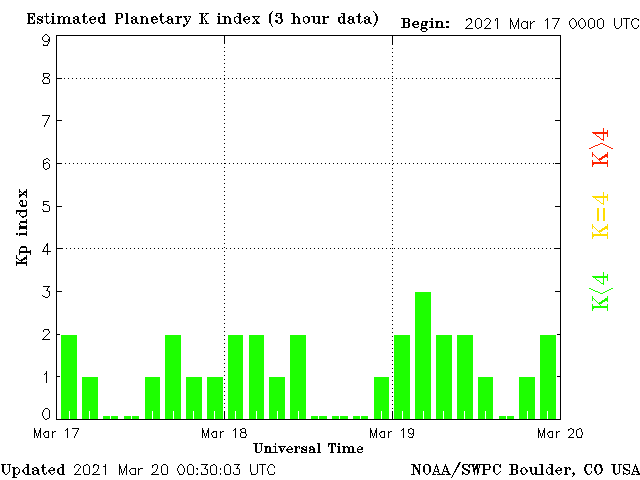 Estimated Planetary K index (3 hour data) Begin: 2021 Mar 17 0000 UTC
9
8
7
6
5
4
3
2
1
0
Kp index
K>4
K=4
K<4
Mar 17 Mar 18 Mar 19 Mar 20
Universal Time
Updated 2021 Mar 20 00:30:03 UTC NOAA/SWPC Boulder, CO USA